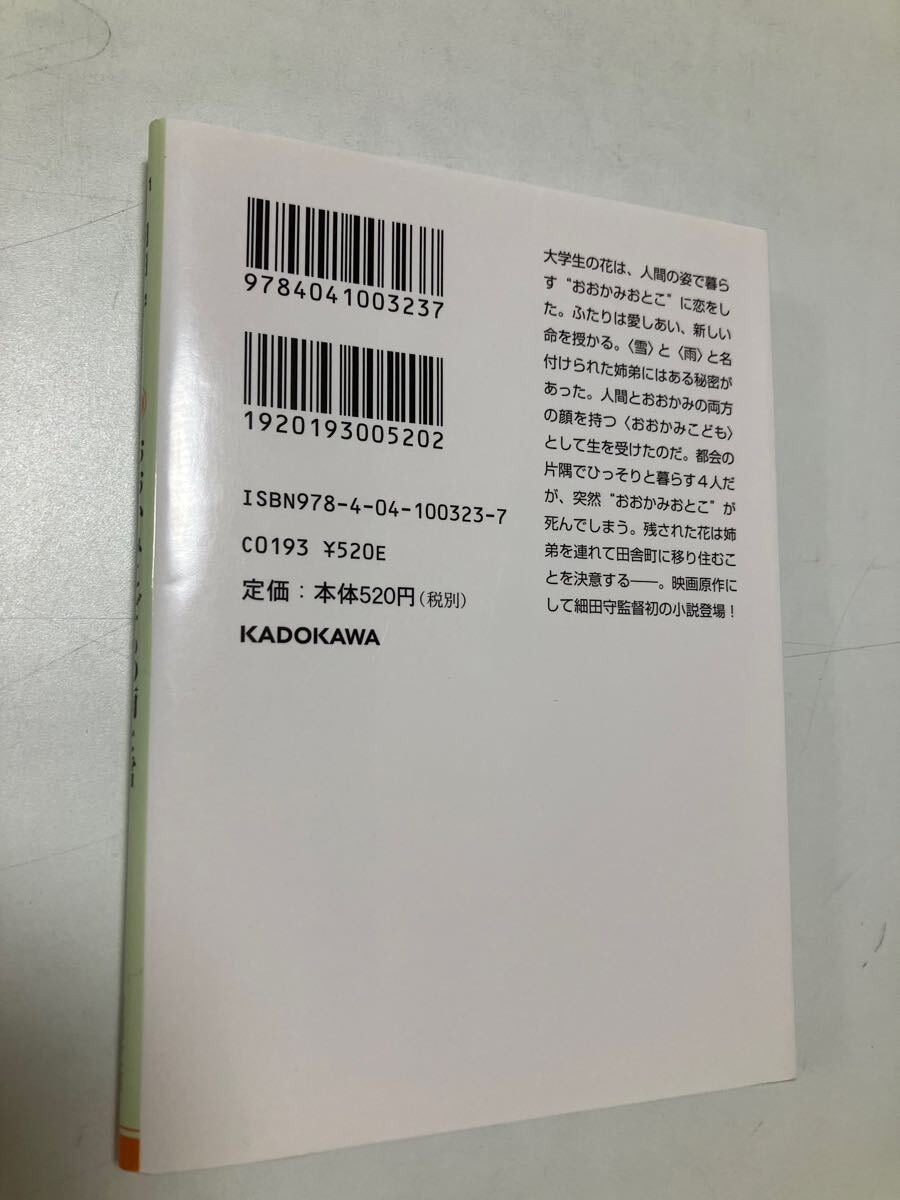 9784041003237
1920193005202
ISBN978-4-04-100323-7
C0193 ¥520E
定価：本体520円（税別）
KADOKAWA
大学生の花は、人間の姿で暮ら
す“おおかみおとこ”に恋をし
た。ふたりは愛しあい、新しい
命を授かる。〈雪〉と〈雨〉と名
付けられた姉弟にはある秘密が
あった。人間とおおかみの両方
の顔を持つ〈おおかみこども〉
として生を受けたのだ。都会の
片隅でひっそりと暮らす４人だ
が、突然“おおかみおとこ”が
死んでしまう。残された花は姉
弟を連れて田舎町に移り住むこ
とを決意する――。映画原作に
して細田守監督初の小説登場！